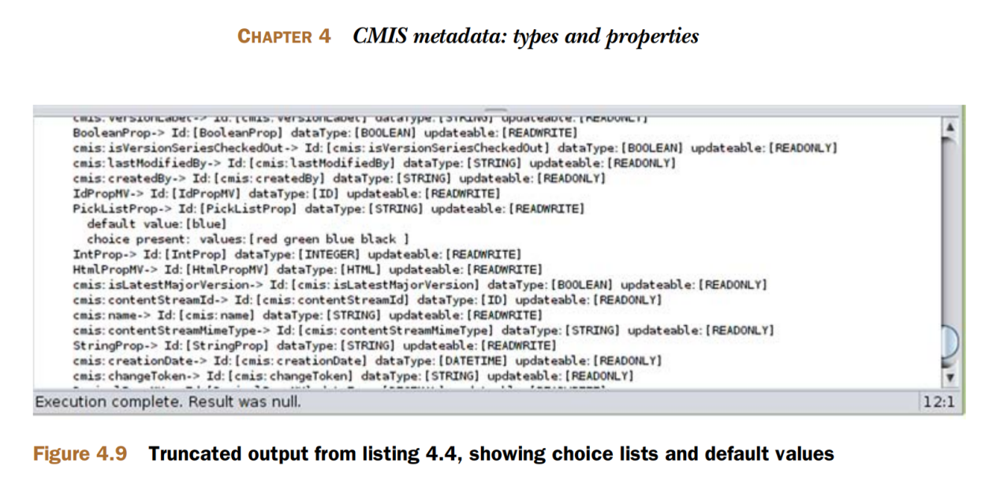 CHAPTER 4 CMIS metadata: types and properties
cmis:versionLabel-> Id:[cmis:versionLabel] dataType:[STRING] updateable:[READONLY]
BooleanProp-> Id:[BooleanProp] dataType:[BOOLEAN] updateable:[READWRITE]
cmis:isVersionSeriesCheckedOut-> Id:[cmis:isVersionSeriesCheckedOut] dataType:[BOOLEAN] updateable:[READONLY]
cmis:lastModifiedBy-> Id:[cmis:lastModifiedBy] dataType:[STRING] updateable:[READONLY]
cmis:createdBy-> Id:[cmis:createdBy] dataType:[STRING] updateable:[READONLY]
IdPropMV-> Id:[IdPropMV] dataType:[ID] updateable:[READWRITE]
PickListProp-> Id:[PickListProp] dataType:[STRING] updateable:[READWRITE]
default value:[blue]
choice present: values:[red green blue black ]
IntProp-> Id:[IntProp] dataType:[INTEGER] updateable:[READWRITE]
HtmlPropMV-> Id:[HtmlPropMV] dataType:[HTML] updateable:[READWRITE]
cmis:isLatestMajorVersion-> Id:[cmis:isLatestMajorVersion] dataType:[BOOLEAN] updateable:[READONLY]
cmis:contentStreamId-> Id:[cmis:contentStreamId] dataType:[ID] updateable:[READONLY]
cmis:name-> Id:[cmis:name] dataType:[STRING] updateable:[READWRITE]
cmis:contentStreamMimeType-> Id:[cmis:contentStreamMimeType] dataType:[STRING] updateable:[READONLY]
StringProp-> Id:[StringProp] dataType:[STRING] updateable:[READWRITE]
cmis:creationDate-> Id:[cmis:creationDate] dataType:[DATETIME] updateable:[READONLY]
cmis:changeToken-> Id:[cmis:changeToken] dataType:[STRING] updateable:[READONLY]
Execution complete. Result was null. 12:1
Figure 4.9 Truncated output from listing 4.4, showing choice lists and default values